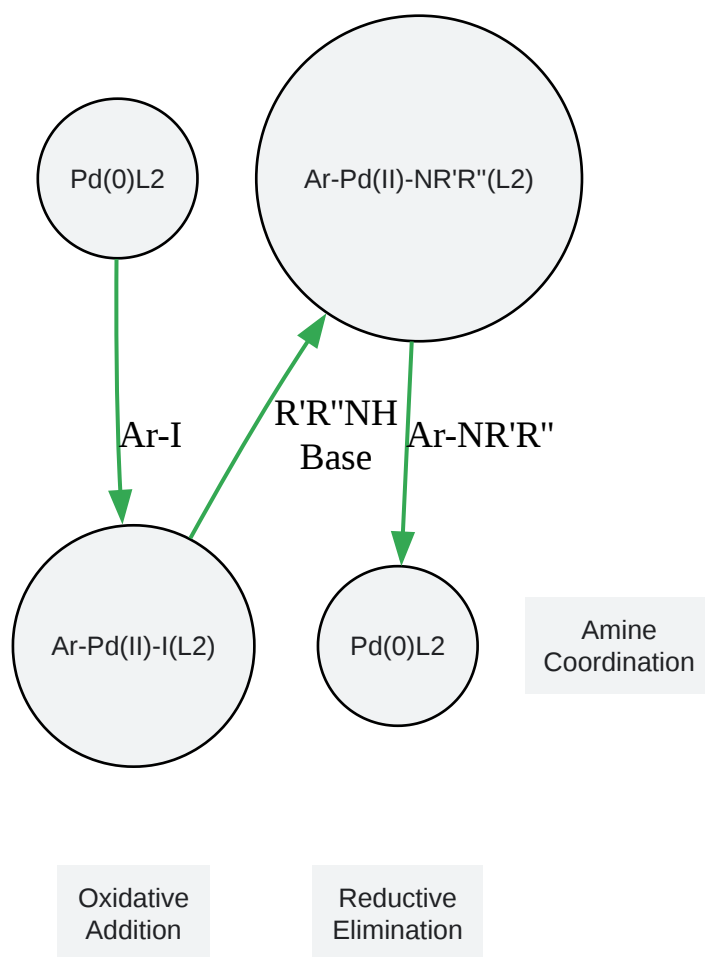 Pd(0)L2
Ar-Pd(II)-NR'R''(L2)
Ar-I
R'R''NH
Base
Ar-NR'R''
Ar-Pd(II)-I(L2)
Pd(0)L2
Amine
Coordination
Oxidative
Addition
Reductive
Elimination